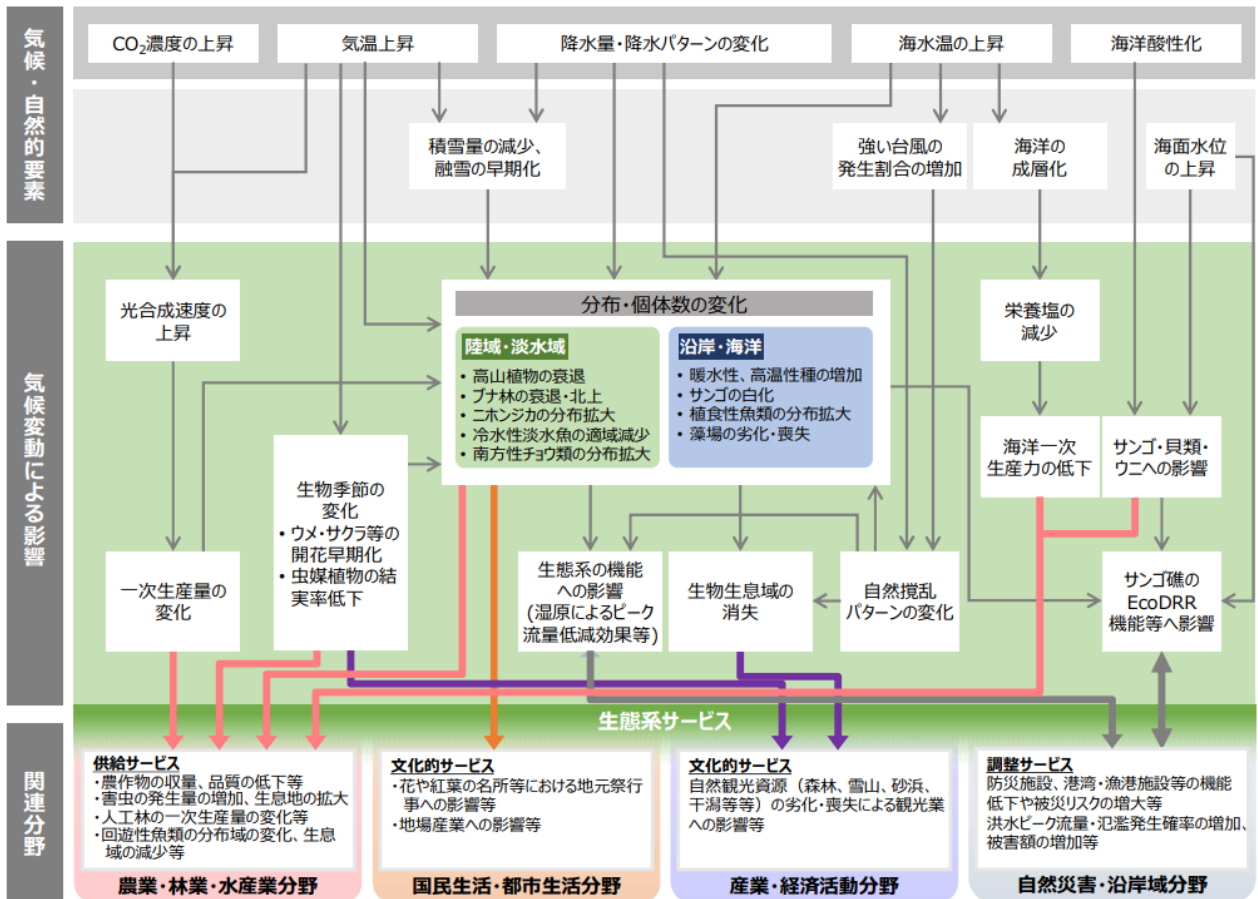 気候・自然的要素
CO₂濃度の上昇
気温上昇
降水量・降水パターンの変化
海水温の上昇
海洋酸性化
積雪量の減少、
融雪の早期化
強い台風の
発生割合の増加
海洋の
成層化
海面水位
の上昇
気候変動による影響
光合成速度の
上昇
分布・個体数の変化
陸域・淡水域
• 高山植物の衰退
• ブナ林の衰退・北上
• ニホンジカの分布拡大
• 冷水性淡水魚の適域減少
• 南方性チョウ類の分布拡大
沿岸・海洋
• 暖水性、高温性種の増加
• サンゴの白化
• 植食性魚類の分布拡大
• 藻場の劣化・喪失
栄養塩の
減少
海洋一次
生産力の低下
サンゴ・貝類・
ウニへの影響
生物季節の
変化
• ウメ・サクラ等の
開花早期化
• 虫媒植物の結
実率低下
一次生産量の
変化
生態系の機能
への影響
(湿原によるピーク
流量低減効果等)
生物生息域の
消失
自然撹乱
パターンの変化
サンゴ礁の
EcoDRR
機能等へ影響
生態系サービス
関連分野
供給サービス
・農作物の収量、品質の低下等
・害虫の発生量の増加、生息地の拡大
・人工林の一次生産量の変化等
・回遊性魚類の分布域の変化、生息
域の減少等
農業・林業・水産業分野
文化的サービス
・花や紅葉の名所等における地元祭行
事への影響等
・地場産業への影響等
国民生活・都市生活分野
文化的サービス
自然観光資源（森林、雪山、砂浜、
干潟等等）の劣化・喪失による観光業
への影響等
産業・経済活動分野
調整サービス
防災施設、港湾・漁港施設等の機能
低下や被災リスクの増大等
洪水ピーク流量・氾濫発生確率の増加、
被害額の増加等
自然災害・沿岸域分野